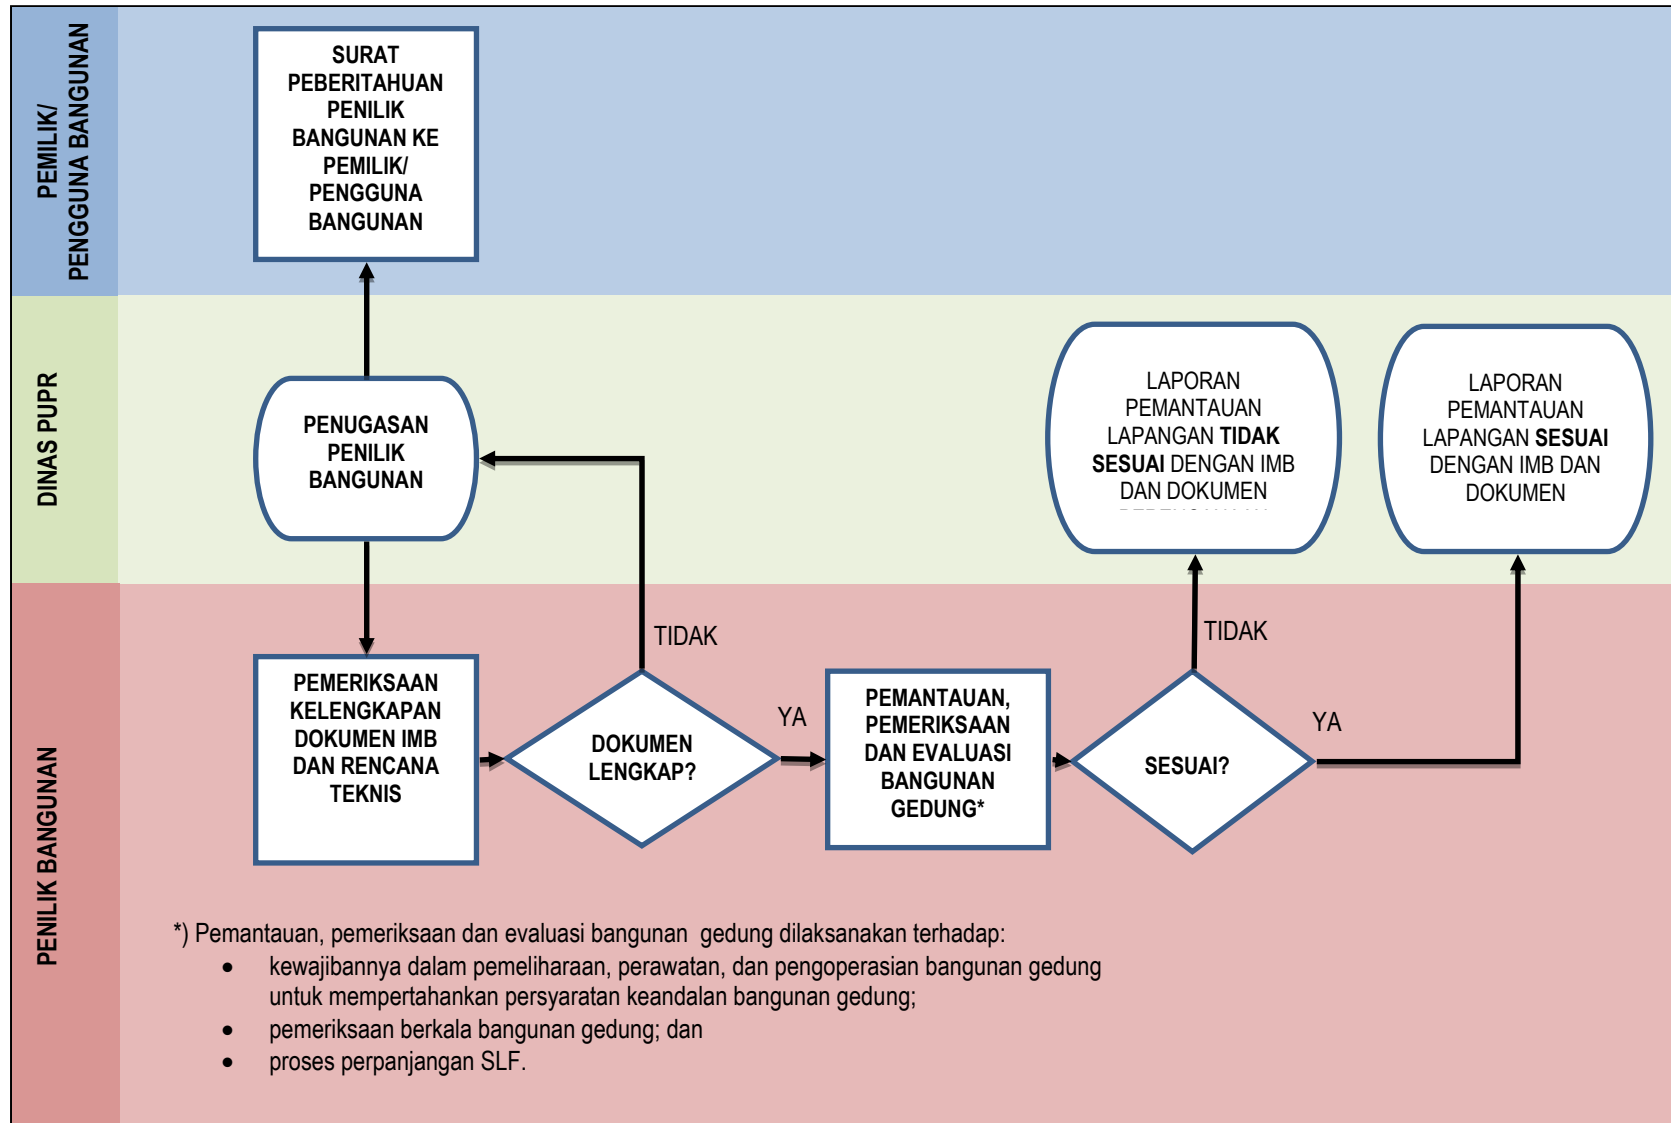 PEMILIK/
PENGGUNA BANGUNAN
SURAT
PEBERITAHUAN
PENILIK
BANGUNAN KE
PEMILIK/
PENGGUNA
BANGUNAN
DINAS PUPR
PENUGASAN
PENILIK
BANGUNAN
LAPORAN
PEMANTAUAN
LAPANGAN TIDAK
SESUAI DENGAN IMB
DAN DOKUMEN
LAPORAN
PEMANTAUAN
LAPANGAN SESUAI
DENGAN IMB DAN
DOKUMEN
PENILIK BANGUNAN
PEMERIKSAAN
KELENGKAPAN
DOKUMEN IMB
DAN RENCANA
TEKNIS
DOKUMEN
LENGKAP?
TIDAK
YA
PEMANTAUAN,
PEMERIKSAAN
DAN EVALUASI
BANGUNAN
GEDUNG*
SESUAI?
TIDAK
YA
*) Pemantauan, pemeriksaan dan evaluasi bangunan gedung dilaksanakan terhadap:
• kewajibannya dalam pemeliharaan, perawatan, dan pengoperasian bangunan gedung
untuk mempertahankan persyaratan keandalan bangunan gedung;
• pemeriksaan berkala bangunan gedung; dan
• proses perpanjangan SLF.